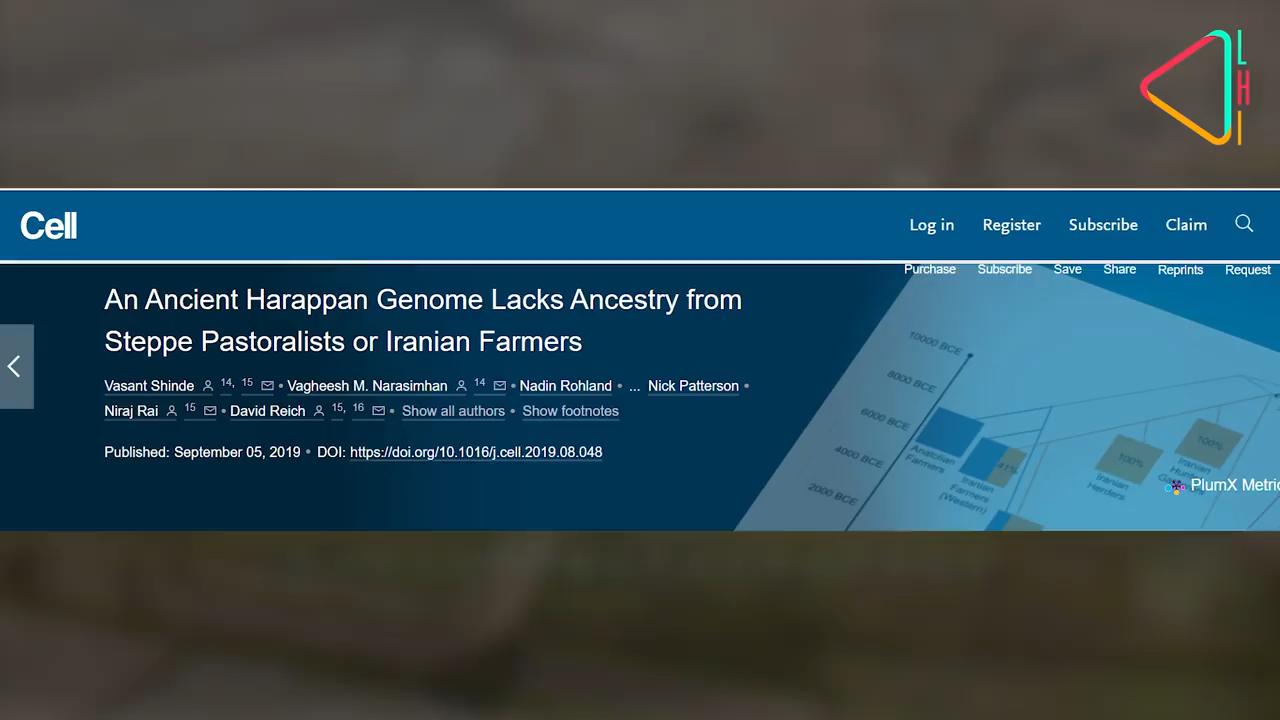 L
H
I
Cell
Log in Register Subscribe Claim
Purchase Subscribe Save Share Reprints Request
An Ancient Harappan Genome Lacks Ancestry from
Steppe Pastoralists or Iranian Farmers
Vasant Shinde 14, 15 • Vagheesh M. Narasimhan 14 • Nadin Rohland • ... Nick Patterson •
Niraj Rai 15 • David Reich 15, 16 • Show all authors • Show footnotes
Published: September 05, 2019 • DOI: https://doi.org/10.1016/j.cell.2019.08.048
10000 BCE
8000 BCE
6000 BCE
4000 BCE
2000 BCE
Anatolian
Farmers
41%
Iranian
Farmers
(Western)
100%
Iranian
Herders
100%
Iranian
PlumX Metric